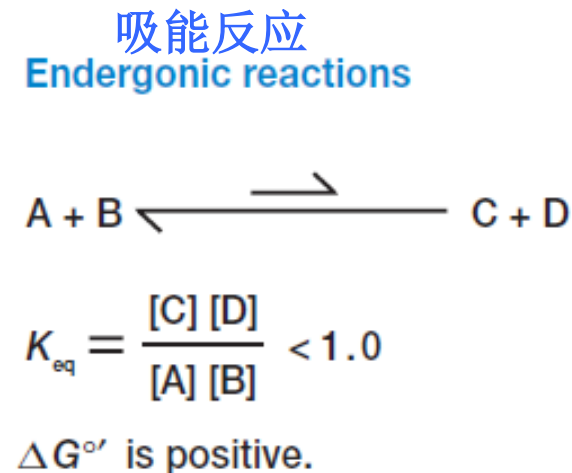 吸能反应
Endergonic reactions
A + B ⇌ C + D
K_eq = [C] [D] / [A] [B] < 1.0
ΔG°′ is positive.